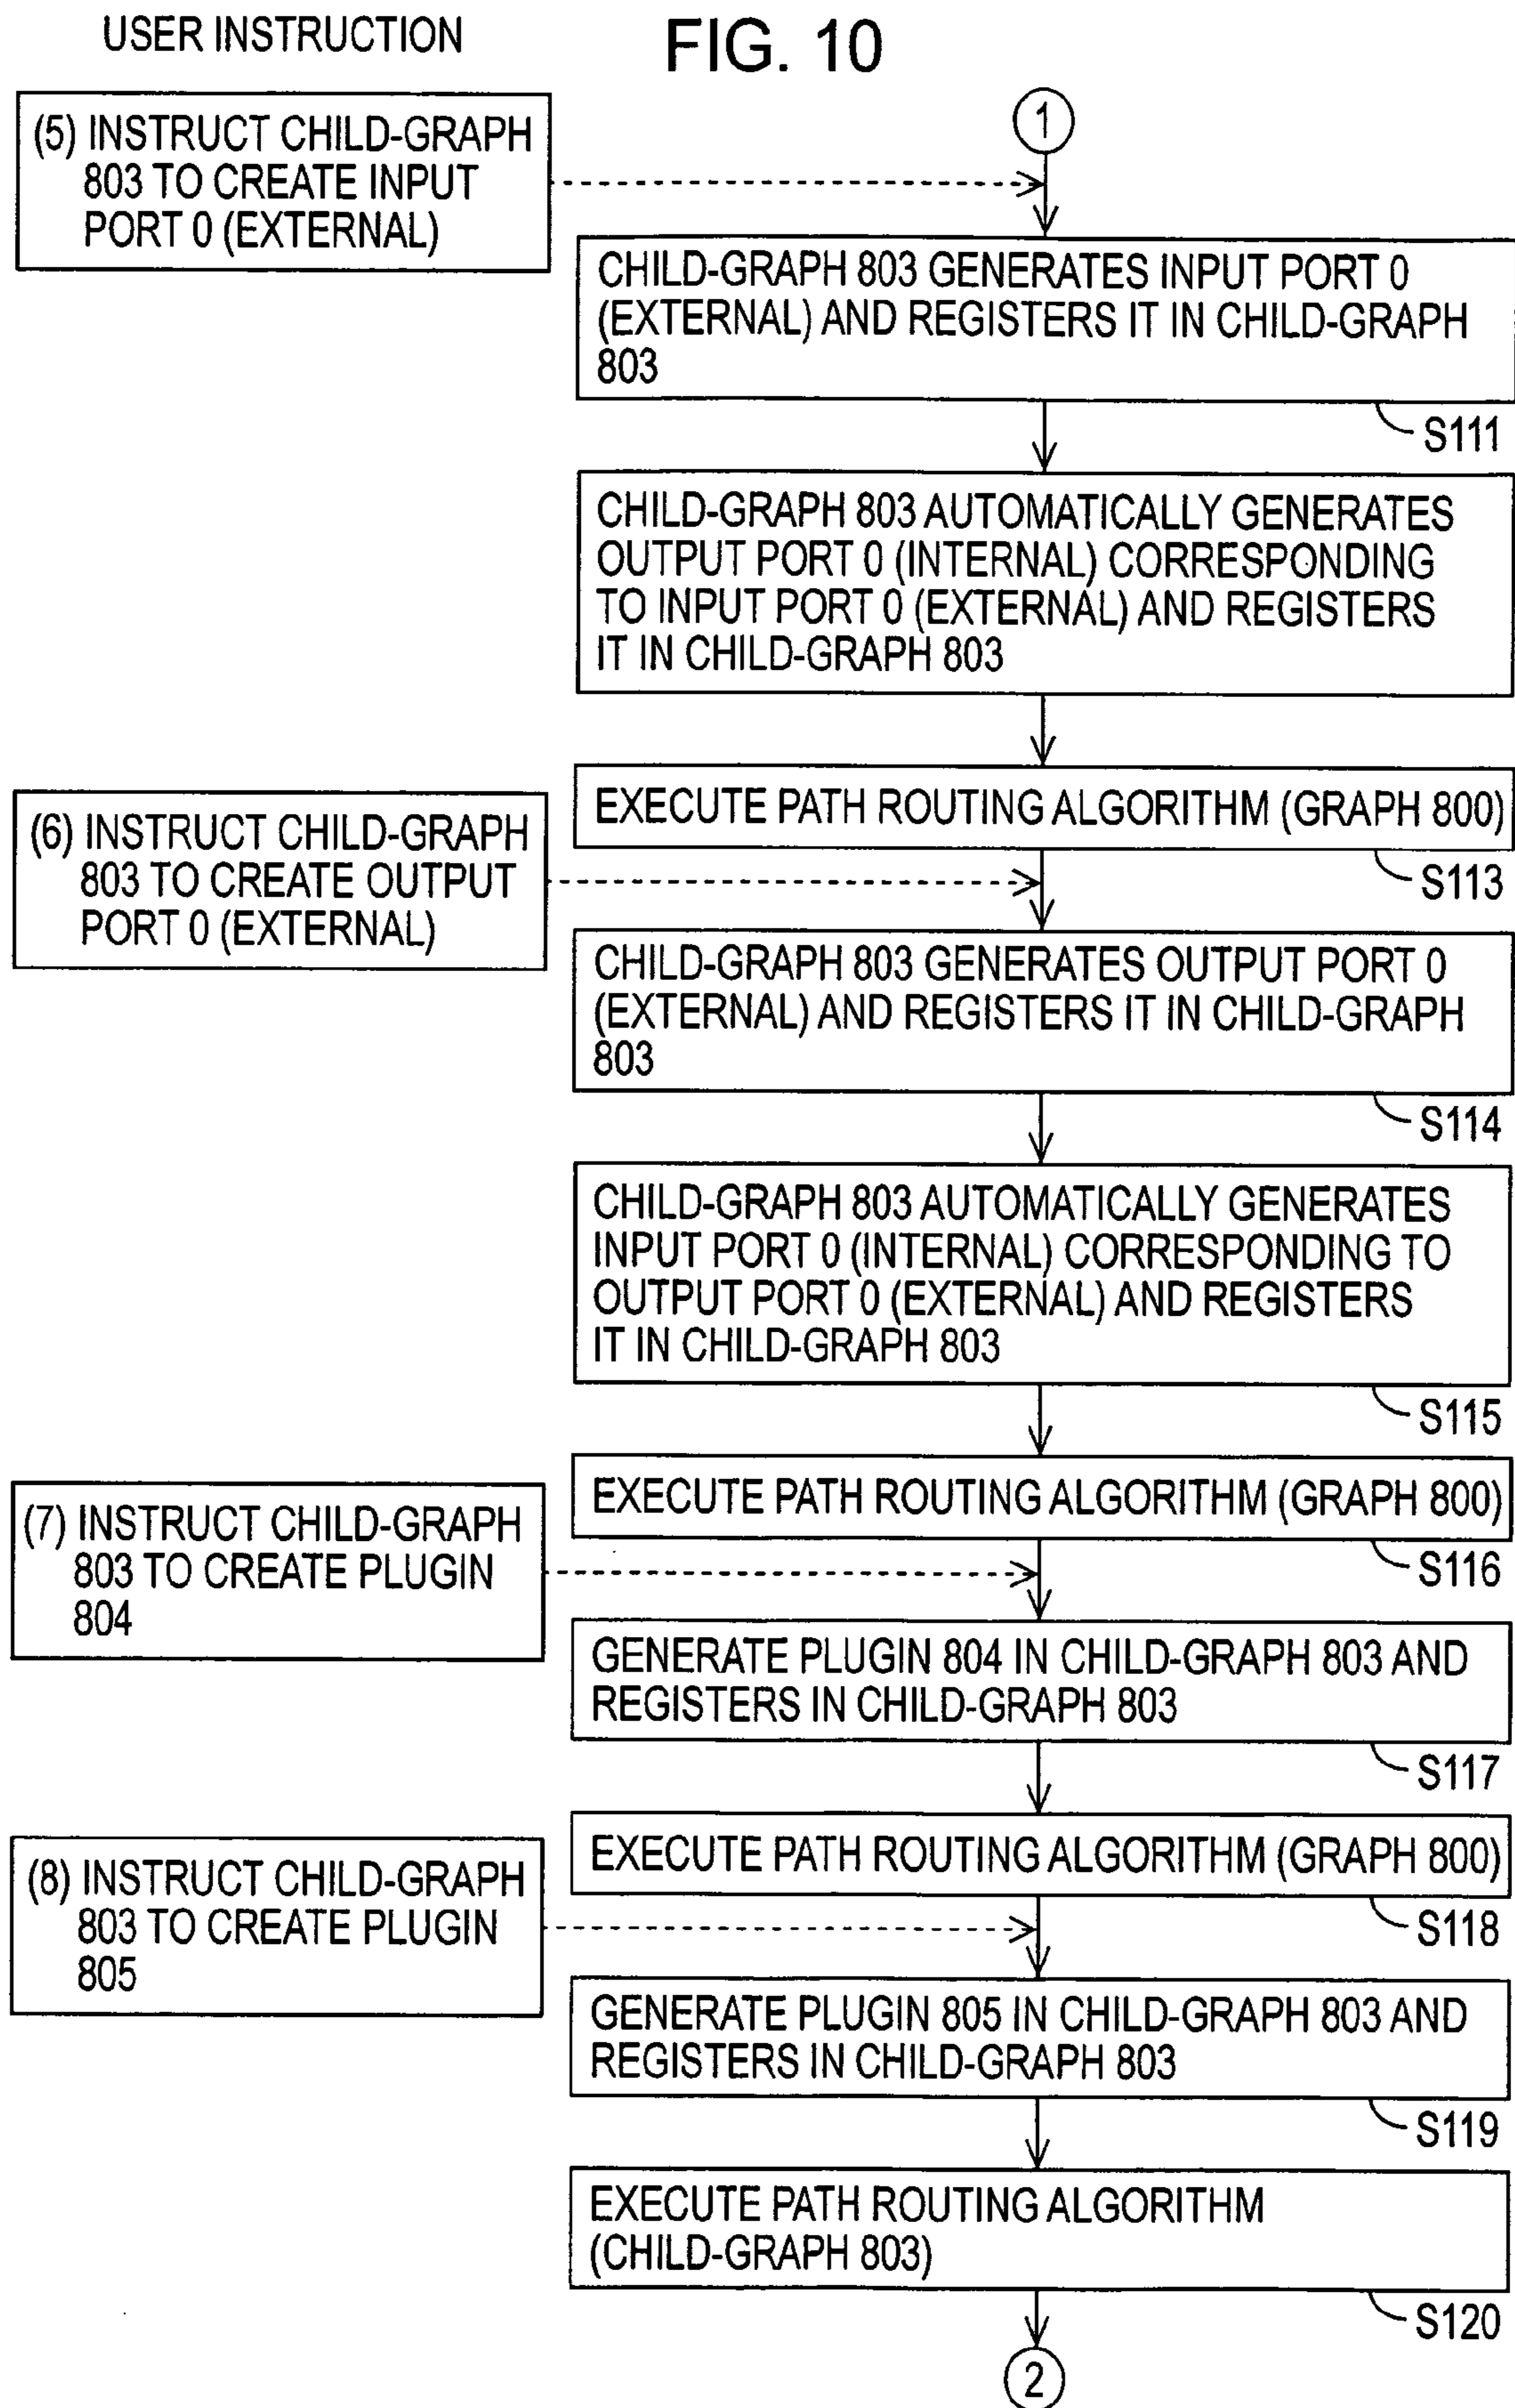 USER INSTRUCTION
FIG. 10
1
(5) INSTRUCT CHILD-GRAPH
803 TO CREATE INPUT
PORT 0 (EXTERNAL)
CHILD-GRAPH 803 GENERATES INPUT PORT 0
(EXTERNAL) AND REGISTERS IT IN CHILD-GRAPH
803
S111
CHILD-GRAPH 803 AUTOMATICALLY GENERATES
OUTPUT PORT 0 (INTERNAL) CORRESPONDING
TO INPUT PORT 0 (EXTERNAL) AND REGISTERS
IT IN CHILD-GRAPH 803
EXECUTE PATH ROUTING ALGORITHM (GRAPH 800)
S113
(6) INSTRUCT CHILD-GRAPH
803 TO CREATE OUTPUT
PORT 0 (EXTERNAL)
CHILD-GRAPH 803 GENERATES OUTPUT PORT 0
(EXTERNAL) AND REGISTERS IT IN CHILD-GRAPH
803
S114
CHILD-GRAPH 803 AUTOMATICALLY GENERATES
INPUT PORT 0 (INTERNAL) CORRESPONDING TO
OUTPUT PORT 0 (EXTERNAL) AND REGISTERS
IT IN CHILD-GRAPH 803
S115
EXECUTE PATH ROUTING ALGORITHM (GRAPH 800)
S116
(7) INSTRUCT CHILD-GRAPH
803 TO CREATE PLUGIN
804
GENERATE PLUGIN 804 IN CHILD-GRAPH 803 AND
REGISTERS IN CHILD-GRAPH 803
S117
EXECUTE PATH ROUTING ALGORITHM (GRAPH 800)
S118
(8) INSTRUCT CHILD-GRAPH
803 TO CREATE PLUGIN
805
GENERATE PLUGIN 805 IN CHILD-GRAPH 803 AND
REGISTERS IN CHILD-GRAPH 803
S119
EXECUTE PATH ROUTING ALGORITHM
(CHILD-GRAPH 803)
S120
2